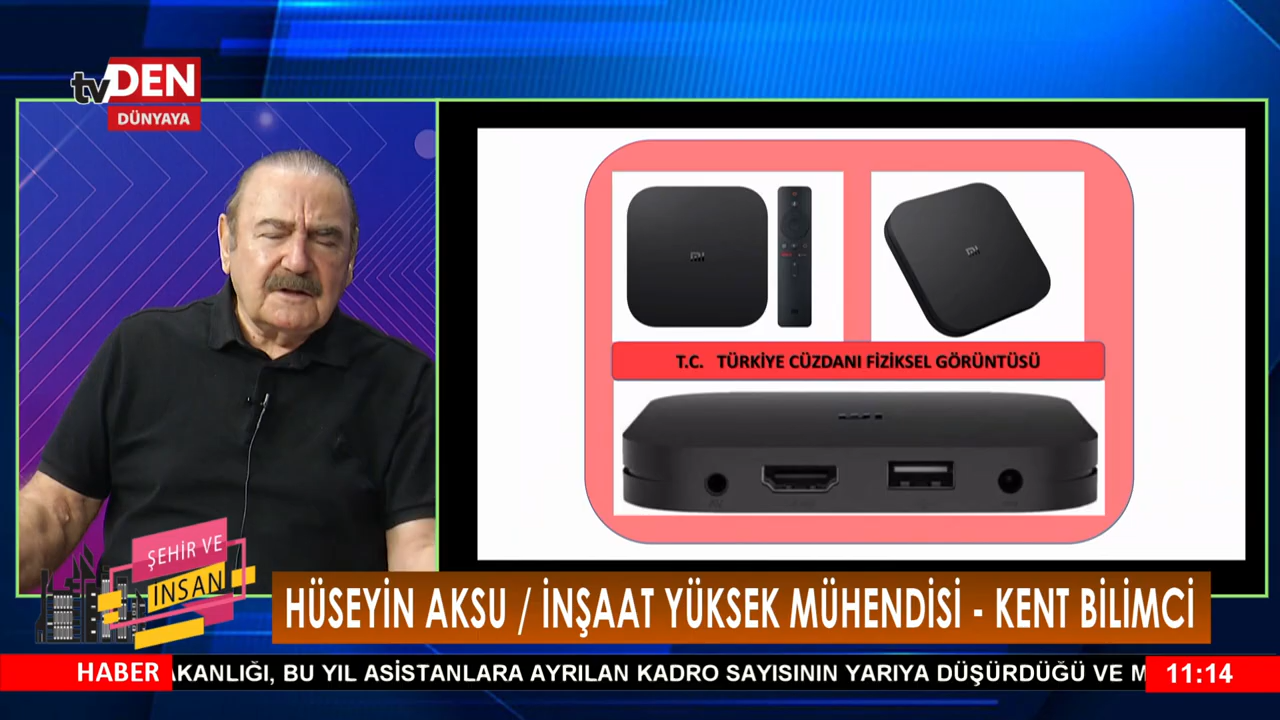 tvDEN
DÜNYAYA
T.C. TÜRKİYE CÜZDANI FİZİKSEL GÖRÜNTÜSÜ
ŞEHİR VE
İNSAN
HÜSEYİN AKSU / İNŞAAT YÜKSEK MÜHENDİSİ - KENT BİLİMCİ
HABER
AKANLIĞI, BU YIL ASİSTANLARA AYRILAN KADRO SAYISININ YARIYA DÜŞÜRDÜĞÜ VE M
11:14